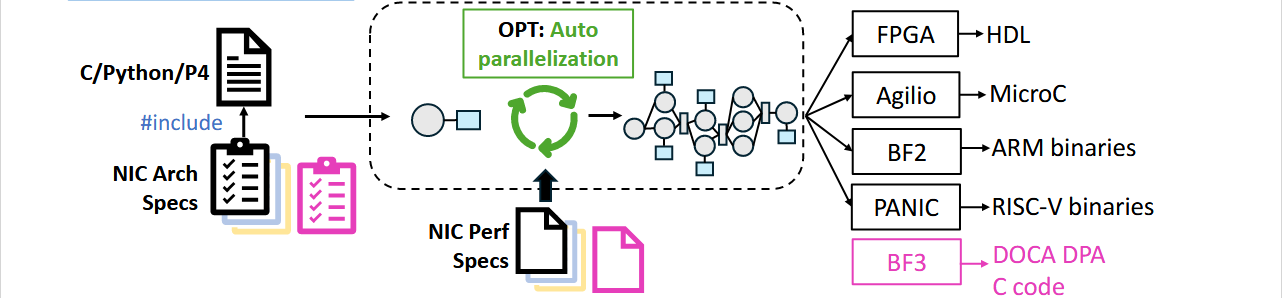 C/Python/P4
#include
NIC Arch
Specs
OPT: Auto
parallelization
NIC Perf
Specs
FPGA
HDL
Agilio
MicroC
BF2
ARM binaries
PANIC
RISC-V binaries
BF3
DOCA DPA
C code